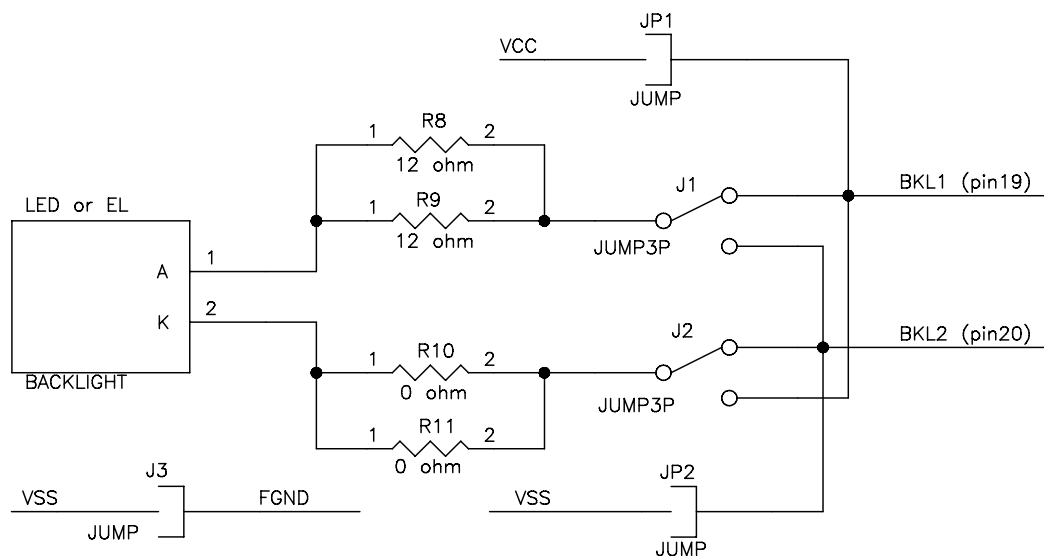 JP1
VCC
JUMP
R8
1 2
12 ohm
LED or EL
R9
1 2
12 ohm
J1
BKL1 (pin19)
JUMP3P
A
1
K
2
J2
BKL2 (pin20)
R10
1 2
0 ohm
BACKLIGHT
JUMP3P
R11
1 2
0 ohm
J3
VSS
FGND
JUMP
JP2
VSS
JUMP